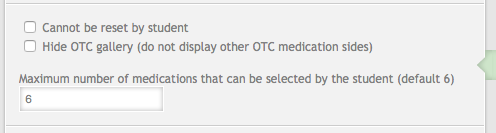 Cannot be reset by student
Hide OTC gallery (do not display other OTC medication sides)
Maximum number of medications that can be selected by the student (default 6)
6